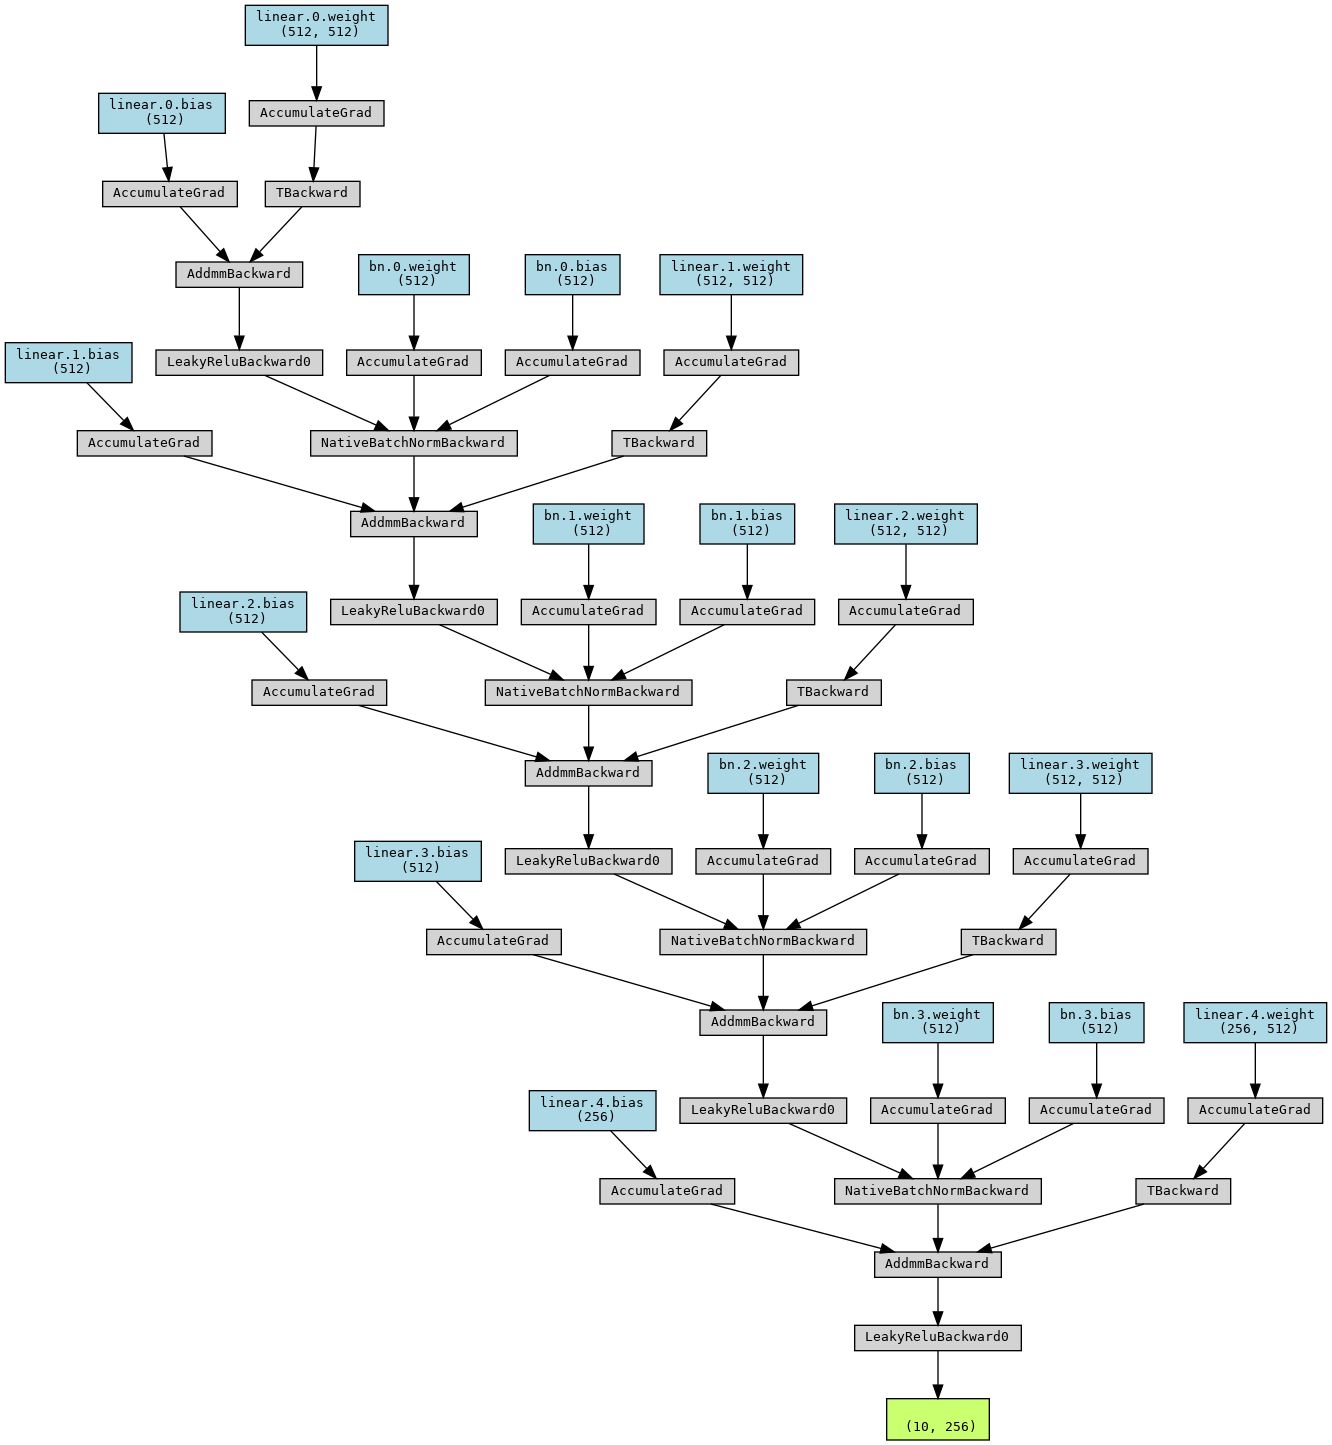 linear.0.weight
(512, 512)
linear.0.bias
(512)
AccumulateGrad
AccumulateGrad
TBackward
AddmmBackward
bn.0.weight
(512)
bn.0.bias
(512)
linear.1.weight
(512, 512)
linear.1.bias
(512)
LeakyReluBackward0
AccumulateGrad
AccumulateGrad
AccumulateGrad
AccumulateGrad
NativeBatchNormBackward
TBackward
AddmmBackward
bn.1.weight
(512)
bn.1.bias
(512)
linear.2.weight
(512, 512)
linear.2.bias
(512)
LeakyReluBackward0
AccumulateGrad
AccumulateGrad
AccumulateGrad
AccumulateGrad
NativeBatchNormBackward
TBackward
AddmmBackward
bn.2.weight
(512)
bn.2.bias
(512)
linear.3.weight
(512, 512)
linear.3.bias
(512)
LeakyReluBackward0
AccumulateGrad
AccumulateGrad
AccumulateGrad
AccumulateGrad
NativeBatchNormBackward
TBackward
AddmmBackward
bn.3.weight
(512)
bn.3.bias
(512)
linear.4.weight
(256, 512)
linear.4.bias
(256)
LeakyReluBackward0
AccumulateGrad
AccumulateGrad
AccumulateGrad
AccumulateGrad
NativeBatchNormBackward
TBackward
AddmmBackward
LeakyReluBackward0
(10, 256)